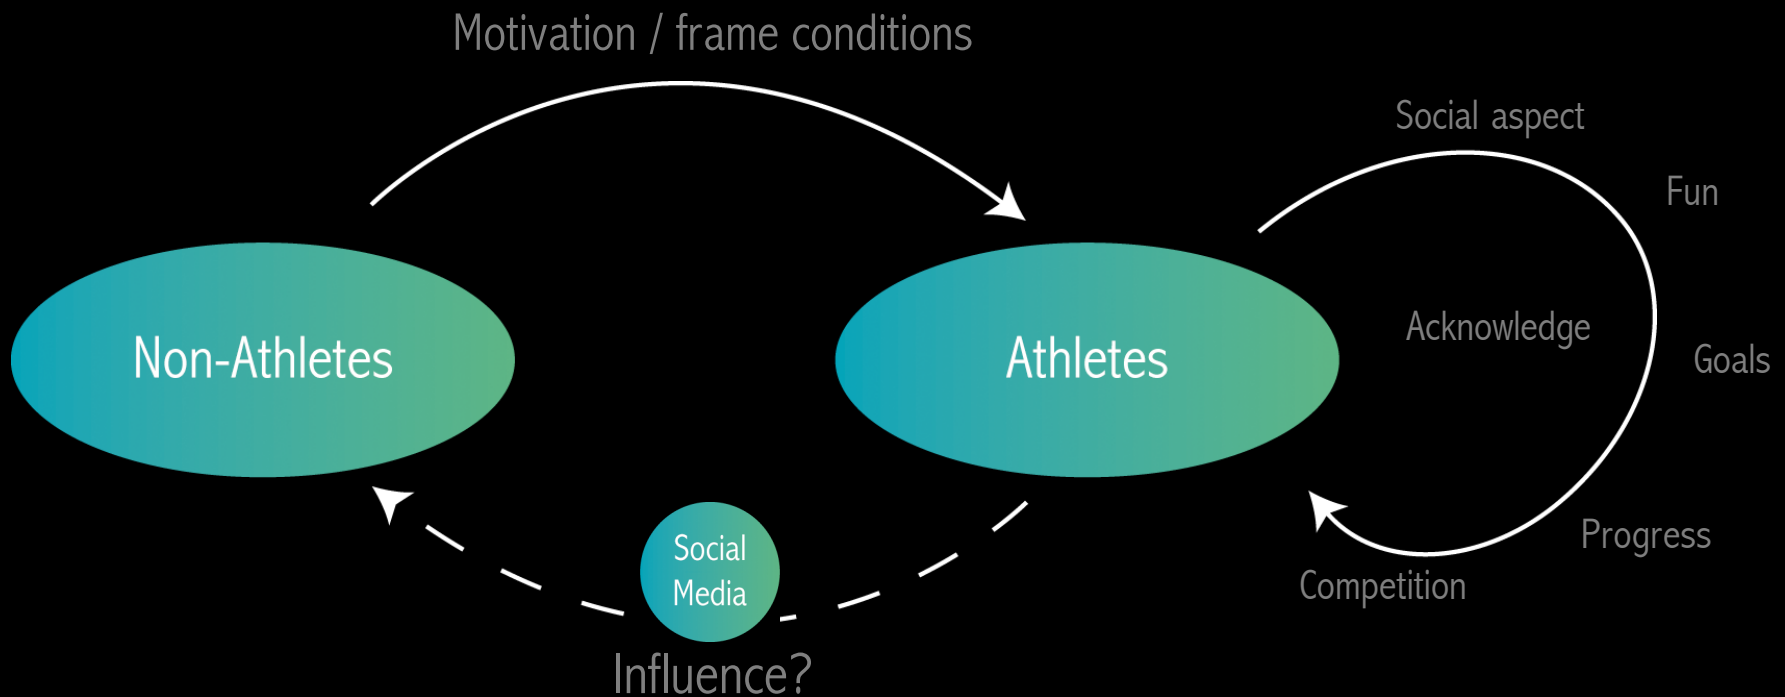 Motivation / frame conditions
Social aspect
Fun
Non-Athletes
Athletes
Acknowledge
Goals
Social
Media
Progress
Competition
Influence?